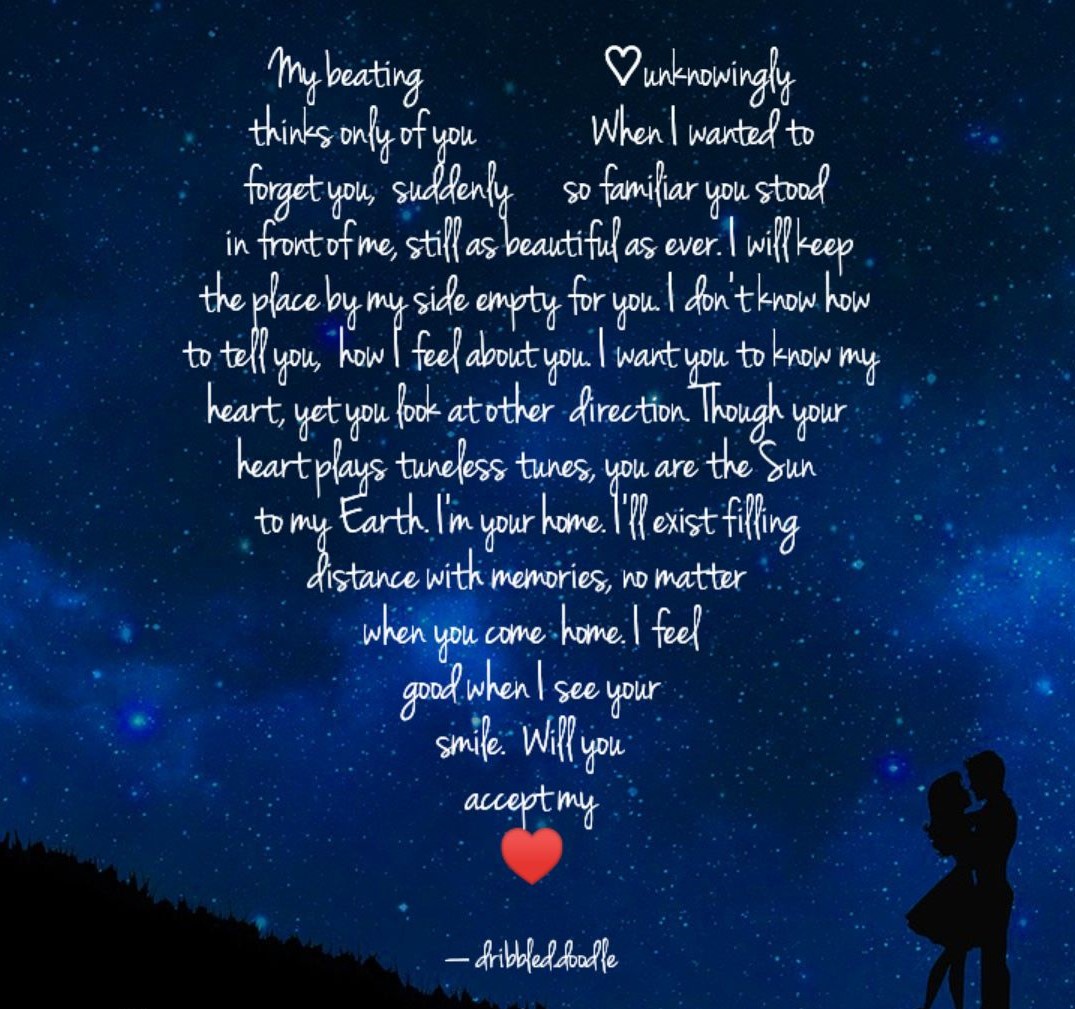 My beating ♡unknowingly
thinks only of you When I wanted to
forget you, suddenly so familiar you stood
in front of me, still as beautiful as ever. I will keep
the place by my side empty for you. I don't know how
to tell you, how I feel about you. I want you to know my
heart, yet you look at other direction. Though your
heart plays tuneless tunes, you are the Sun
to my Earth. I'm your home. I'll exist filling
distance with memories, no matter
when you come home. I feel
good when I see your
smile. Will you
accept my
❤️
— dribbled.doodle